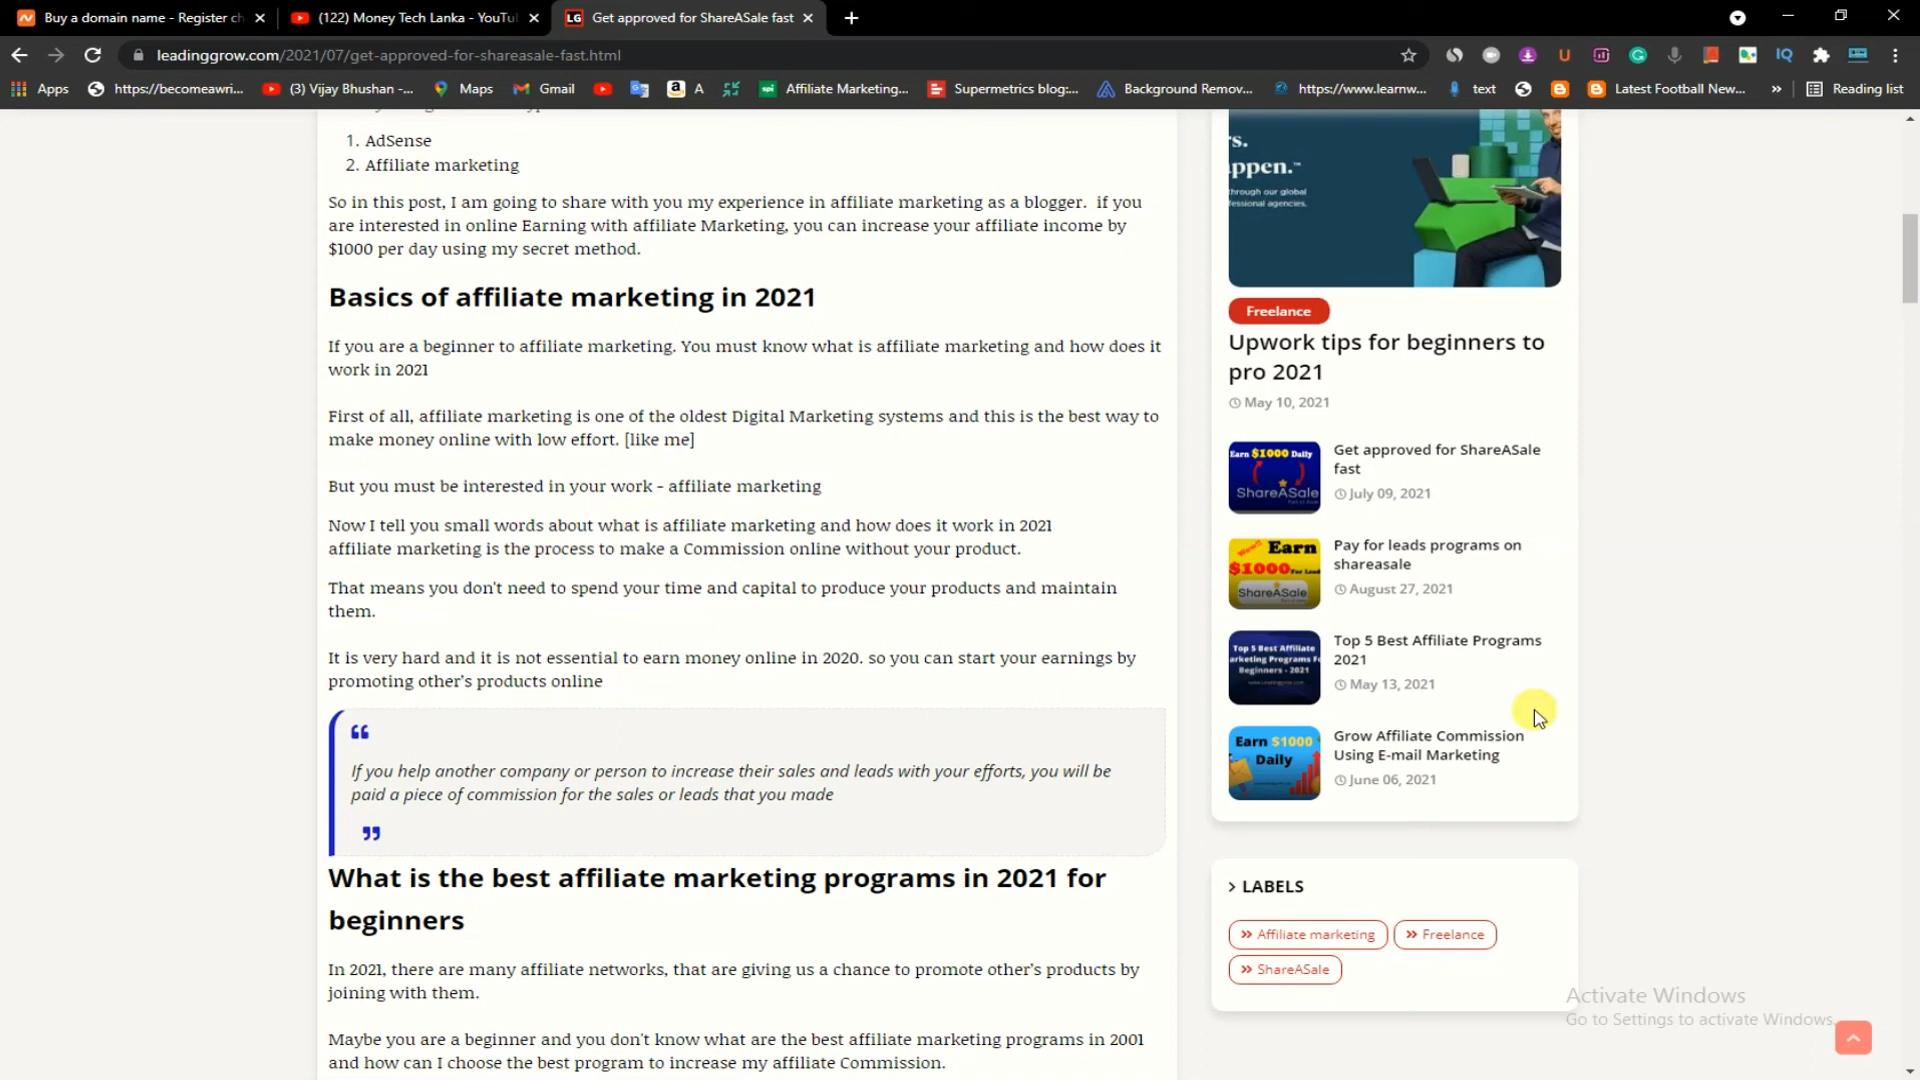 Buy a domain name - Register ch
(122) Money Tech Lanka - YouTu
LG
Get approved for ShareASale fast
leadinggrow.com/2021/07/get-approved-for-shareasale-fast.html
Apps
https://becomeawri...
(3) Vijay Bhushan -...
Maps
Gmail
A
Affiliate Marketing...
Supermetrics blog:...
Background Remov...
https://www.learnw...
text
Latest Football New...
Reading list
1. AdSense
2. Affiliate marketing
So in this post, I am going to share with you my experience in affiliate marketing as a blogger. if you
are interested in online Earning with affiliate Marketing, you can increase your affiliate income by
$1000 per day using my secret method.
Basics of affiliate marketing in 2021
If you are a beginner to affiliate marketing. You must know what is affiliate marketing and how does it
work in 2021
First of all, affiliate marketing is one of the oldest Digital Marketing systems and this is the best way to
make money online with low effort. [like me]
But you must be interested in your work - affiliate marketing
Now I tell you small words about what is affiliate marketing and how does it work in 2021
affiliate marketing is the process to make a Commission online without your product.
That means you don't need to spend your time and capital to produce your products and maintain
them.
It is very hard and it is not essential to earn money online in 2020. so you can start your earnings by
promoting other's products online
“
If you help another company or person to increase their sales and leads with your efforts, you will be
paid a piece of commission for the sales or leads that you made
”
What is the best affiliate marketing programs in 2021 for
beginners
In 2021, there are many affiliate networks, that are giving us a chance to promote other's products by
joining with them.
Maybe you are a beginner and you don't know what are the best affiliate marketing programs in 2001
and how can I choose the best program to increase my affiliate Commission.
s.
ppen.™
hrough our global
fessional agencies.
Freelance
Upwork tips for beginners to
pro 2021
May 10, 2021
Earn $1000 Daily
ShareASale
Get approved for ShareASale
fast
July 09, 2021
Wow!! Earn
$1000 For Lead
ShareASale
Pay for leads programs on
shareasale
August 27, 2021
Top 5 Best Affiliate
arketing Programs Fo
Beginners - 2021
Top 5 Best Affiliate Programs
2021
May 13, 2021
Earn $1000
Daily
Grow Affiliate Commission
Using E-mail Marketing
June 06, 2021
> LABELS
» Affiliate marketing
» Freelance
» ShareASale
Activate Windows
Go to Settings to activate Windows.